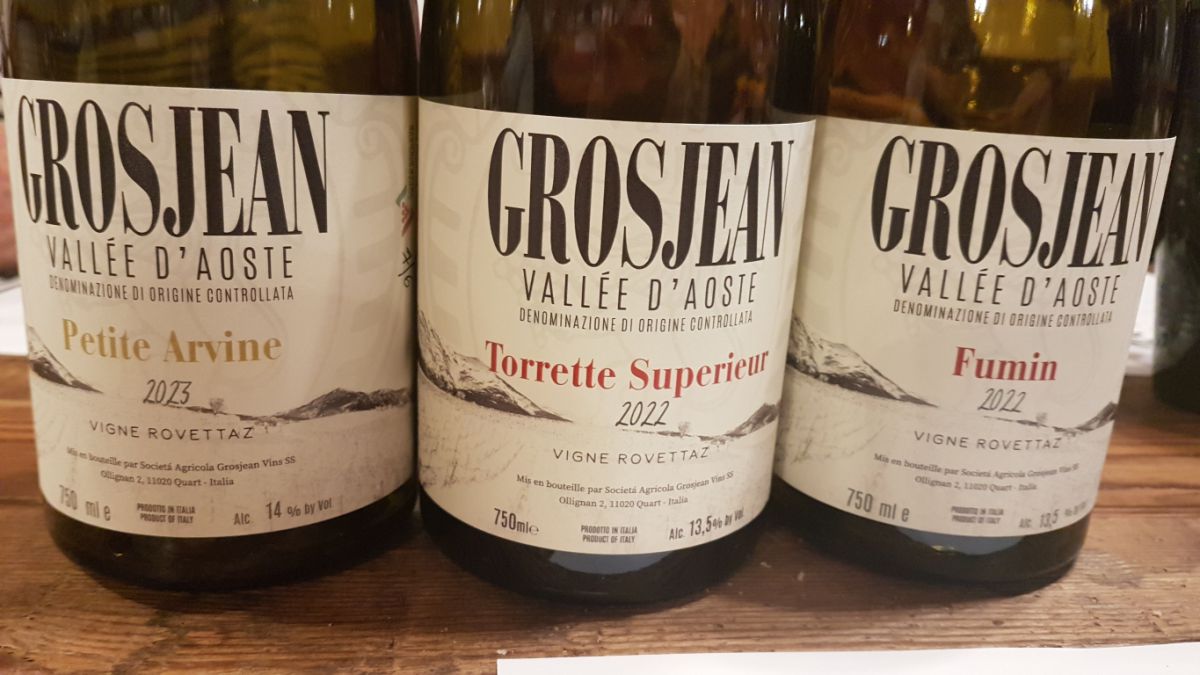 GROSJEAN
VALLÉE D'AOSTE
DENOMINAZIONE DI ORIGINE CONTROLLATA
Petite Arvine
2023
VIGNE ROVETTAZ
Mis en bouteille par Societá Agricola Grosjean Vins SS
Ollignan 2, 11020 Quart - Italia
750 ml e
PRODOTTO IN ITALIA
PRODUCT OF ITALY
Alc. 14 % by Vol
GROSJEAN
VALLÉE D'AOSTE
DENOMINAZIONE DI ORIGINE CONTROLLATA
Torrette Superieur
2022
VIGNE ROVETTAZ
Mis en bouteille par Societá Agricola Grosjean Vins SS
Ollignan 2, 11020 Quart - Italia
750ml℮
PRODOTTO IN ITALIA
PRODUCT OF ITALY
Alc. 13,5% by Vol
GROSJEAN
VALLÉE D'AOSTE
DENOMINAZIONE DI ORIGINE CONTROLLATA
Fumin
2022
VIGNE ROVETTAZ
Mis en bouteille par Societá Agricola Grosjean Vins SS
Ollignan 2, 11020 Quart - Italia
750 ml e
PRODOTTO IN ITALIA
PRODUCT OF ITALY
Alc. 13,5 % by Vol